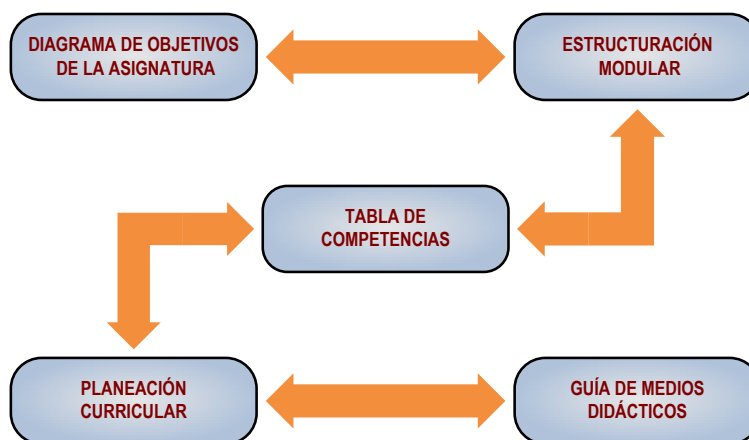 DIAGRAMA DE OBJETIVOS
DE LA ASIGNATURA
ESTRUCTURACIÓN
MODULAR
TABLA DE
COMPETENCIAS
PLANEACIÓN
CURRICULAR
GUÍA DE MEDIOS
DIDÁCTICOS